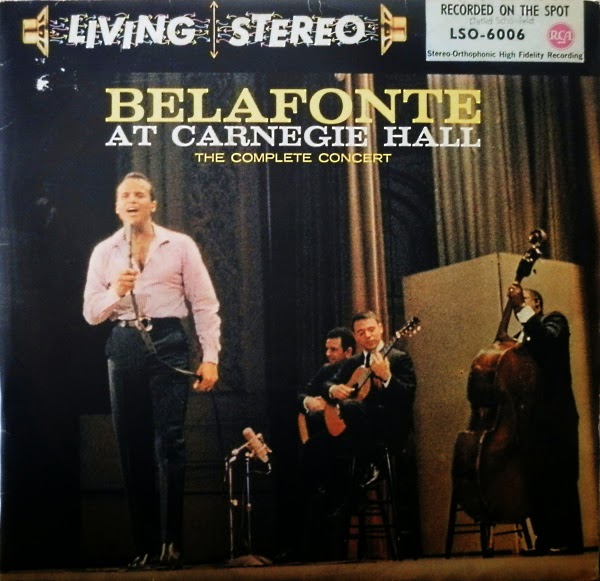 LIVING STEREO
RECORDED ON THE SPOT
LSO-6006
RCA
Stereo-Orthophonic High Fidelity Recording
BELAFONTE
AT CARNEGIE HALL
THE COMPLETE CONCERT